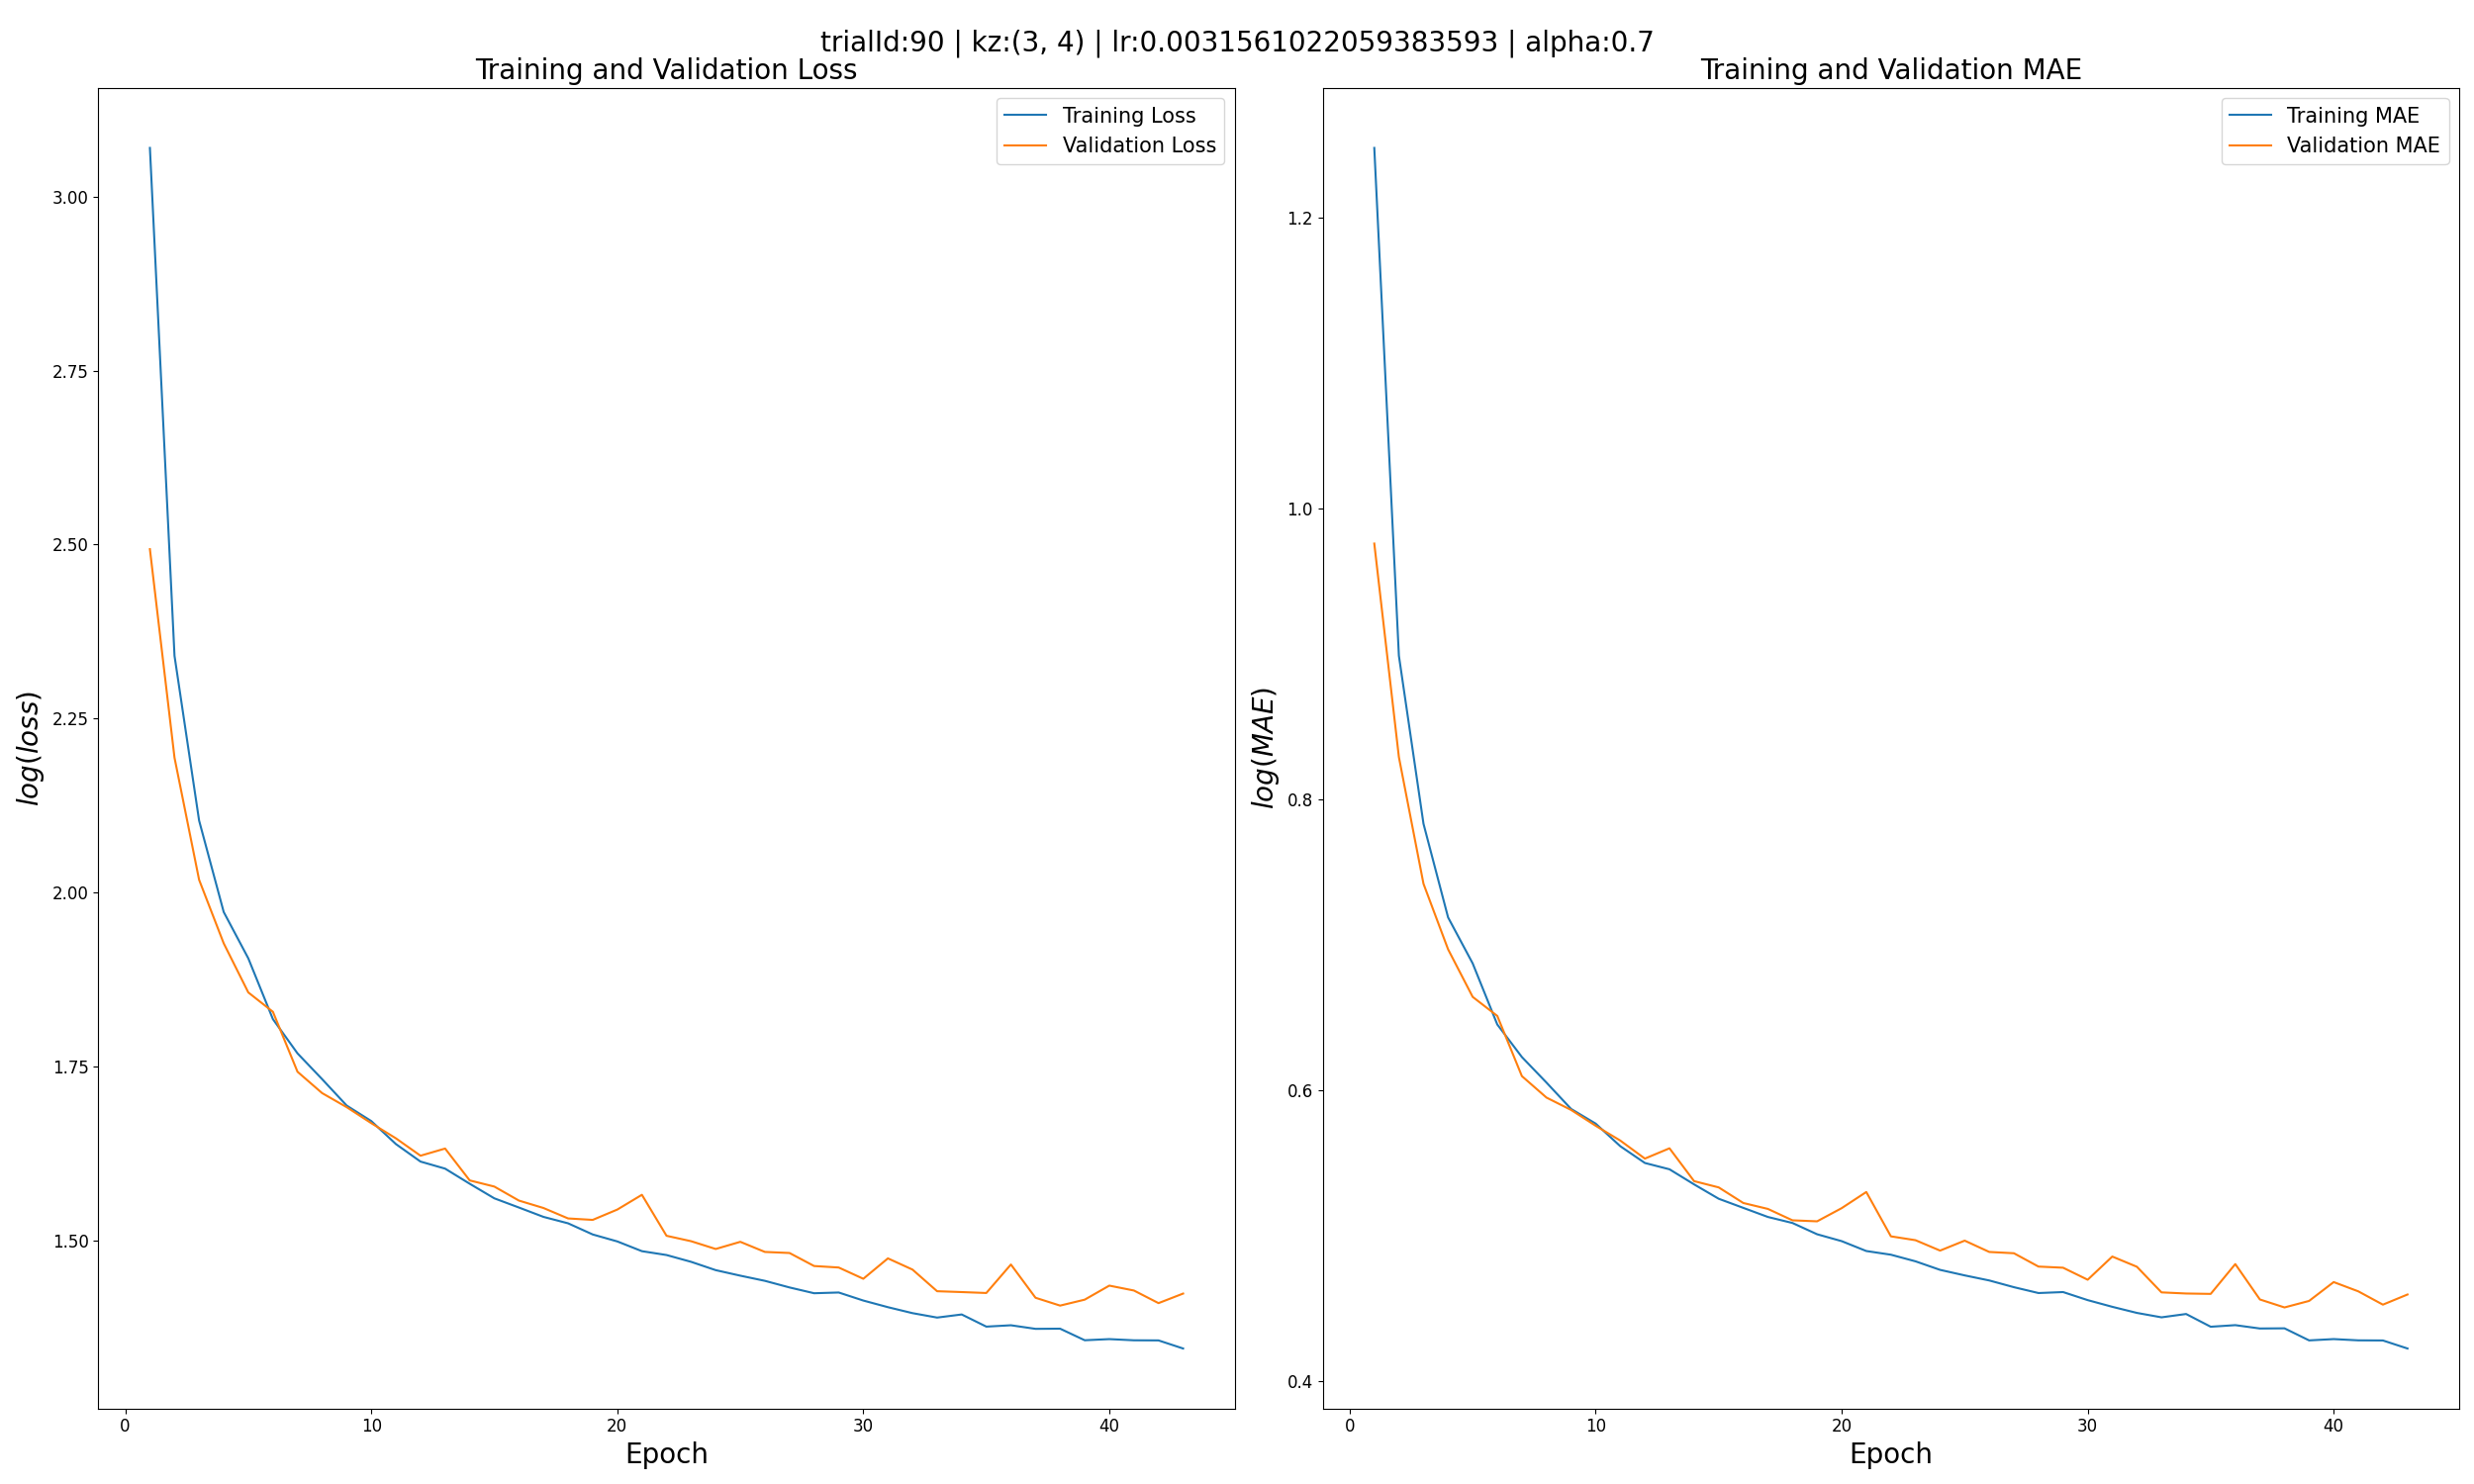 trialId:90 | kz:(3, 4) | lr:0.0031561022059383593 | alpha:0.7
Training and Validation Loss
Training Loss
Validation Loss
3.00
2.75
2.50
2.25
2.00
1.75
1.50
log(loss)
0 10 20 30 40
Epoch
Training and Validation MAE
Training MAE
Validation MAE
1.2
1.0
0.8
0.6
0.4
log(MAE)
0 10 20 30 40
Epoch